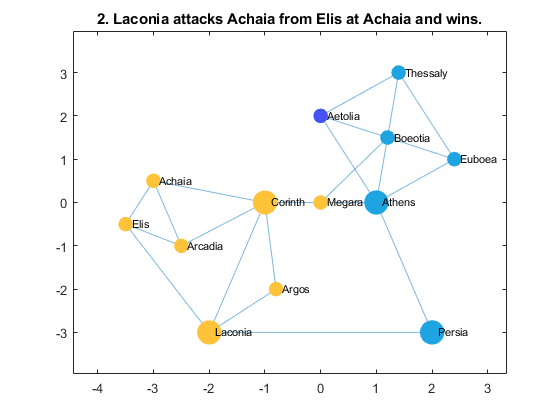 2. Laconia attacks Achaia from Elis at Achaia and wins.
3
2
1
0
-1
-2
-3
-4
-3
-2
-1
0
1
2
3
Thessaly
Aetolia
Boeotia
Euboea
Achaia
Corinth
Megara
Athens
Elis
Arcadia
Argos
Laconia
Persia